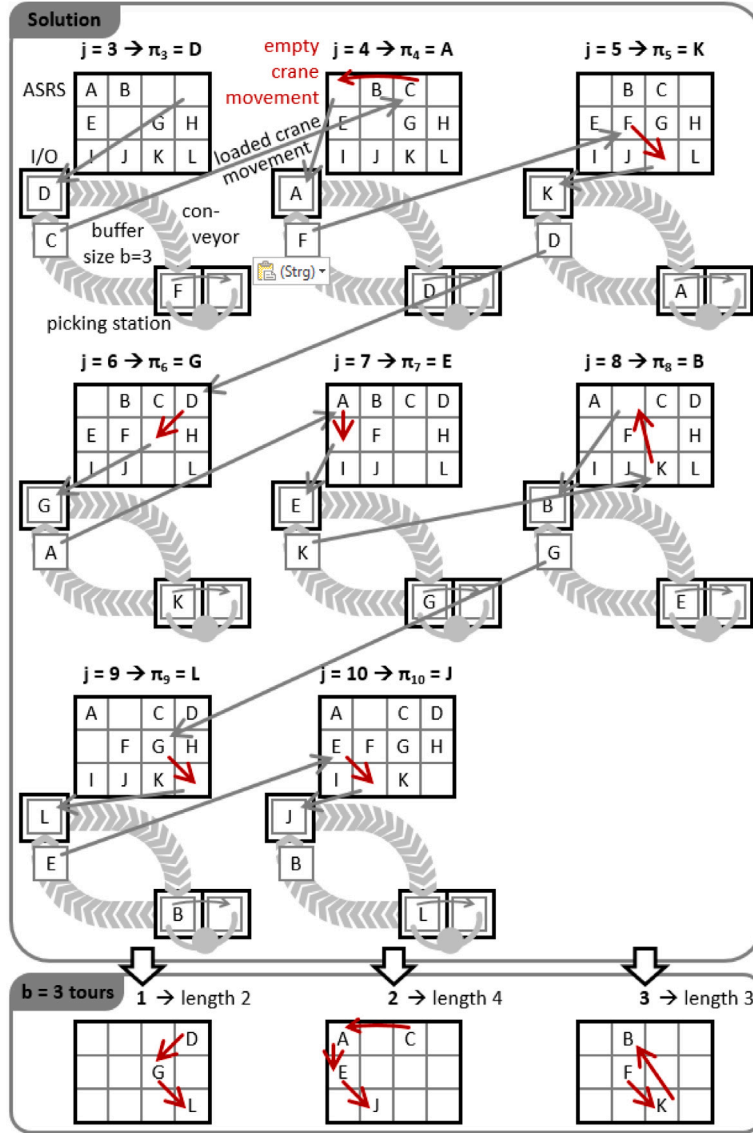 Solution
j = 3 → π3 = D
empty crane movement
j = 4 → π4 = A
j = 5 → π5 = K
ASRS
A B
E G H
I J K L
B C
E G H
I J K L
B C
E F G H
I J L
loaded crane movement
I/O
D
A
K
C
buffer size b=3
con-veyor
F
D
F
(Strg)
D
A
picking station
j = 6 → π6 = G
j = 7 → π7 = E
j = 8 → π8 = B
B C D
E F H
I J L
A B C D
F H
I J L
A C D
F H
I J K L
G
E
B
A
K
G
K
G
E
j = 9 → π9 = L
j = 10 → π10 = J
A C D
F G H
I J K
A C D
E F G H
I K
L
J
E
B
B
L
b = 3 tours
1 → length 2
2 → length 4
3 → length 3
D
G
L
A C
E
J
B
F
K